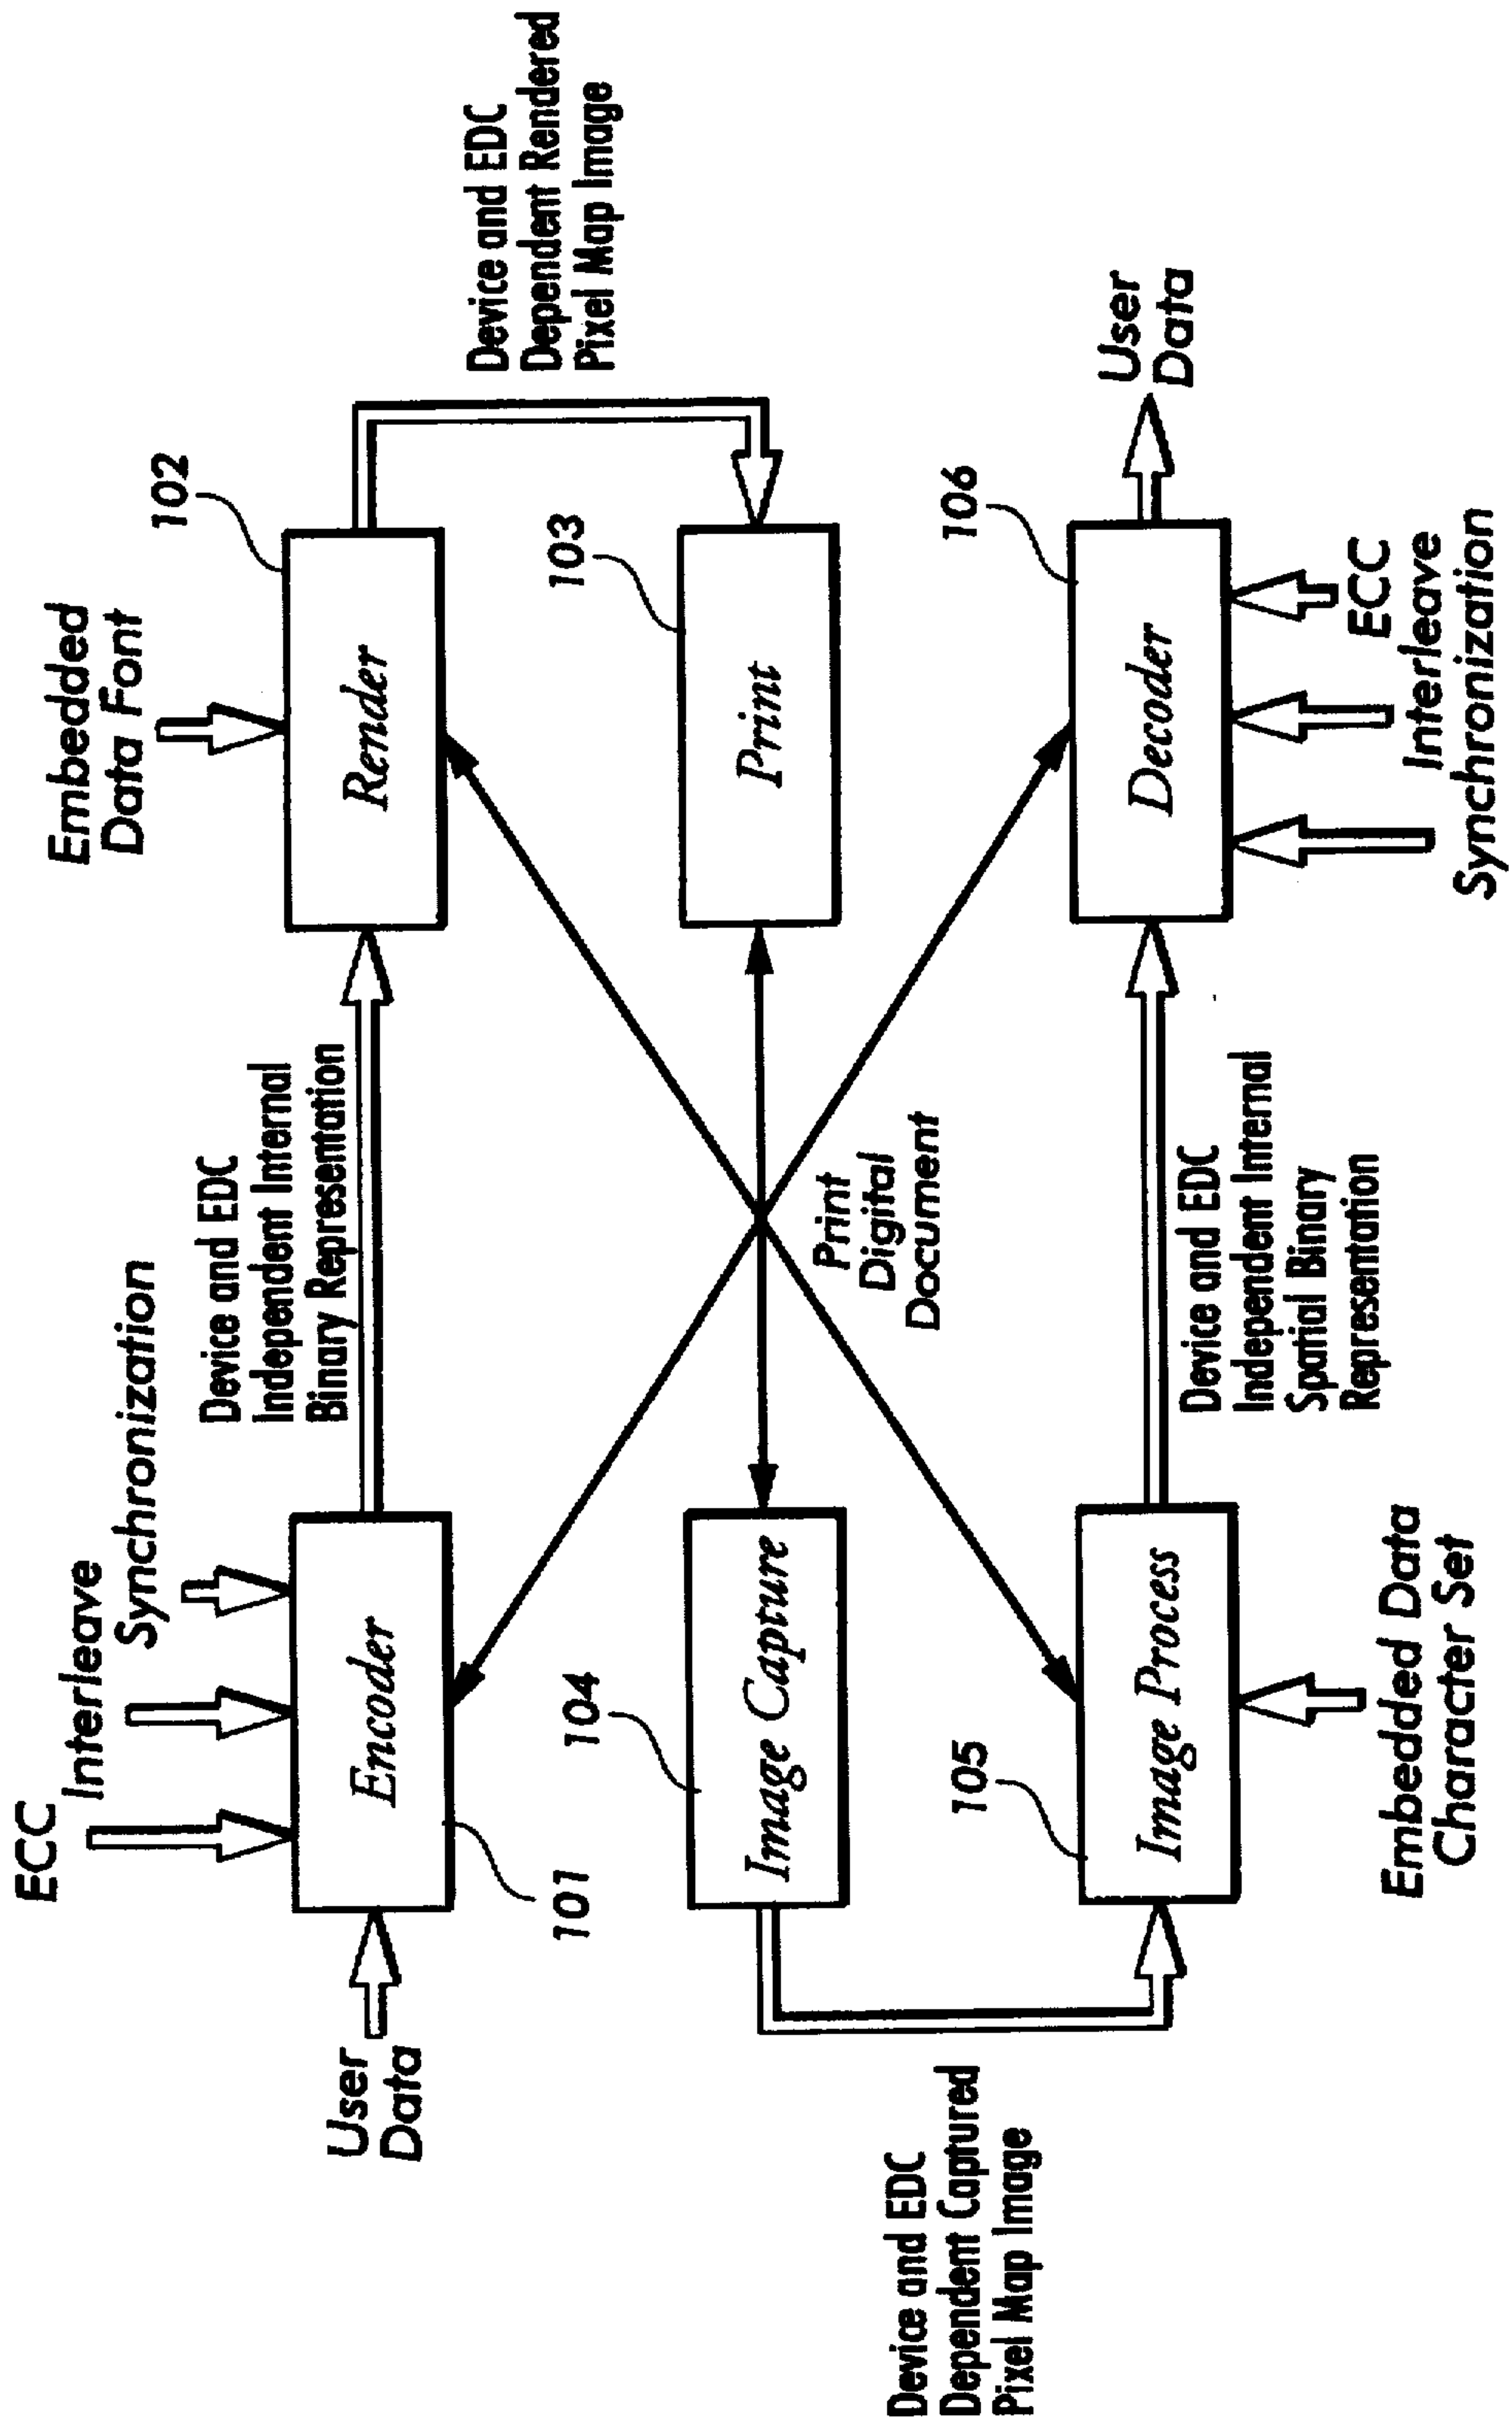 ECC
Interleave
Synchronization
User
Data
Encoder
101
Device and EDC
Independent Internal
Binary Representation
Embedded
Data Font
102
Render
Device and EDC
Dependent Rendered
Pixel Map Image
104
Image Capture
Print
Digital
Document
103
Print
Device and EDC
Dependent Captured
Pixel Map Image
105
Image Process
Embedded Data
Character Set
Device and EDC
Independent Internal
Spatial Binary
Representation
106
Decoder
User
Data
ECC
Interleave
Synchronization